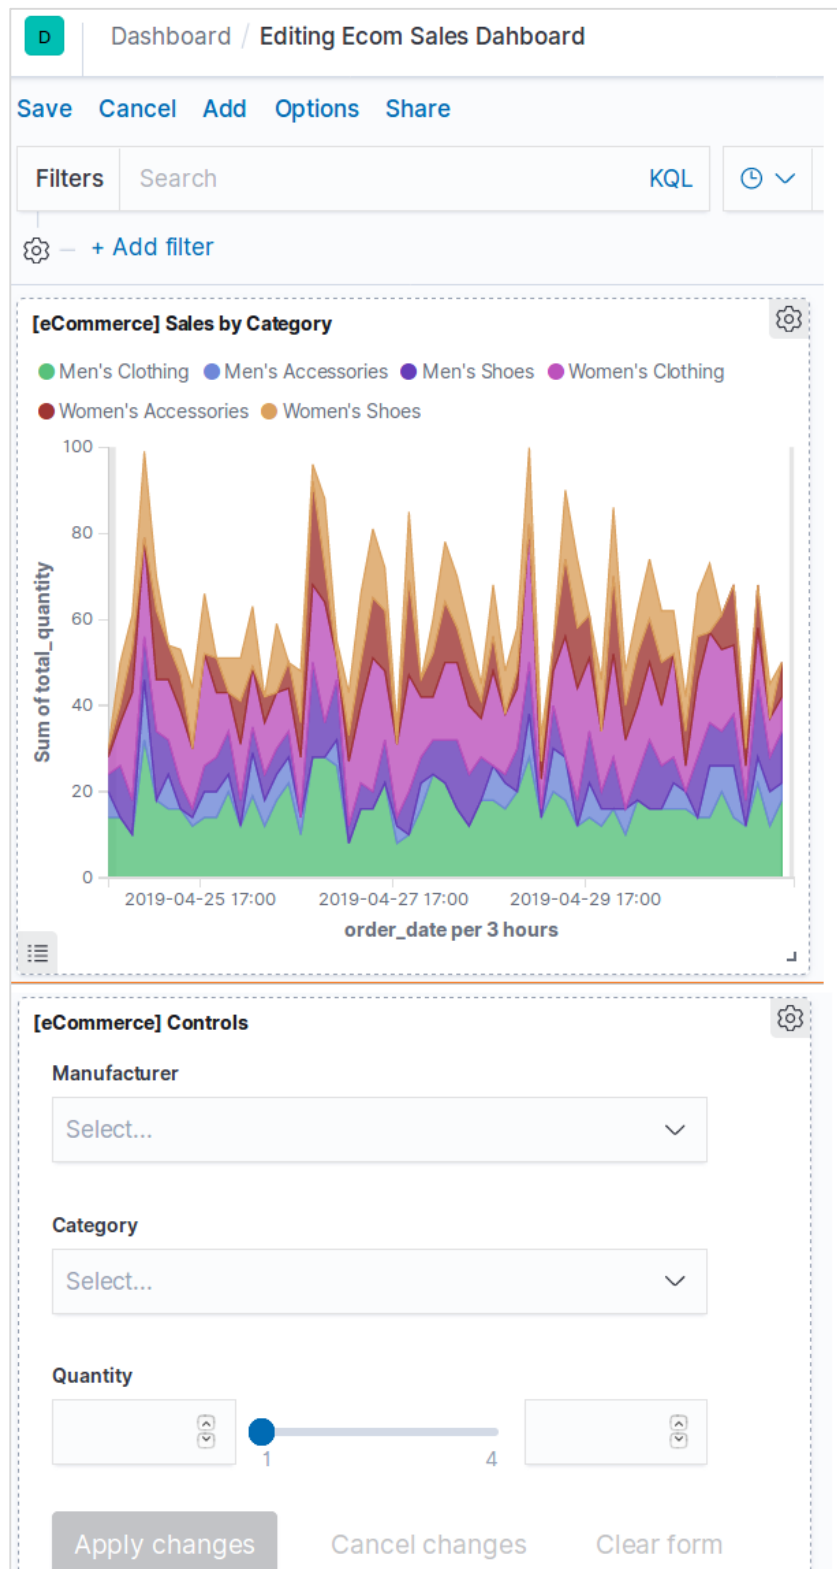 D Dashboard / Editing Ecom Sales Dahboard
Save Cancel Add Options Share
Filters Search KQL
+ Add filter
[eCommerce] Sales by Category
Men's Clothing Men's Accessories Men's Shoes Women's Clothing
Women's Accessories Women's Shoes
100
80
60
40
20
0
Sum of total_quantity
2019-04-25 17:00 2019-04-27 17:00 2019-04-29 17:00
order_date per 3 hours
[eCommerce] Controls
Manufacturer
Select...
Category
Select...
Quantity
1 4
Apply changes Cancel changes Clear form